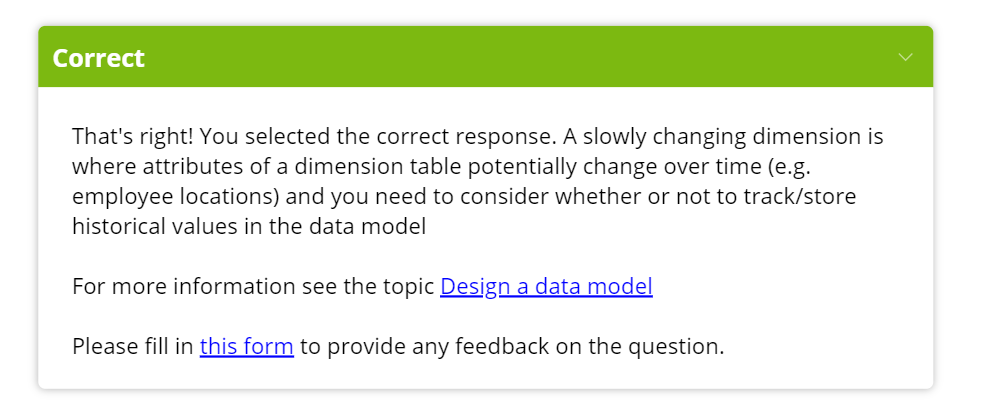 Correct
That's right! You selected the correct response. A slowly changing dimension is
where attributes of a dimension table potentially change over time (e.g.
employee locations) and you need to consider whether or not to track/store
historical values in the data model
For more information see the topic Design a data model
Please fill in this form to provide any feedback on the question.